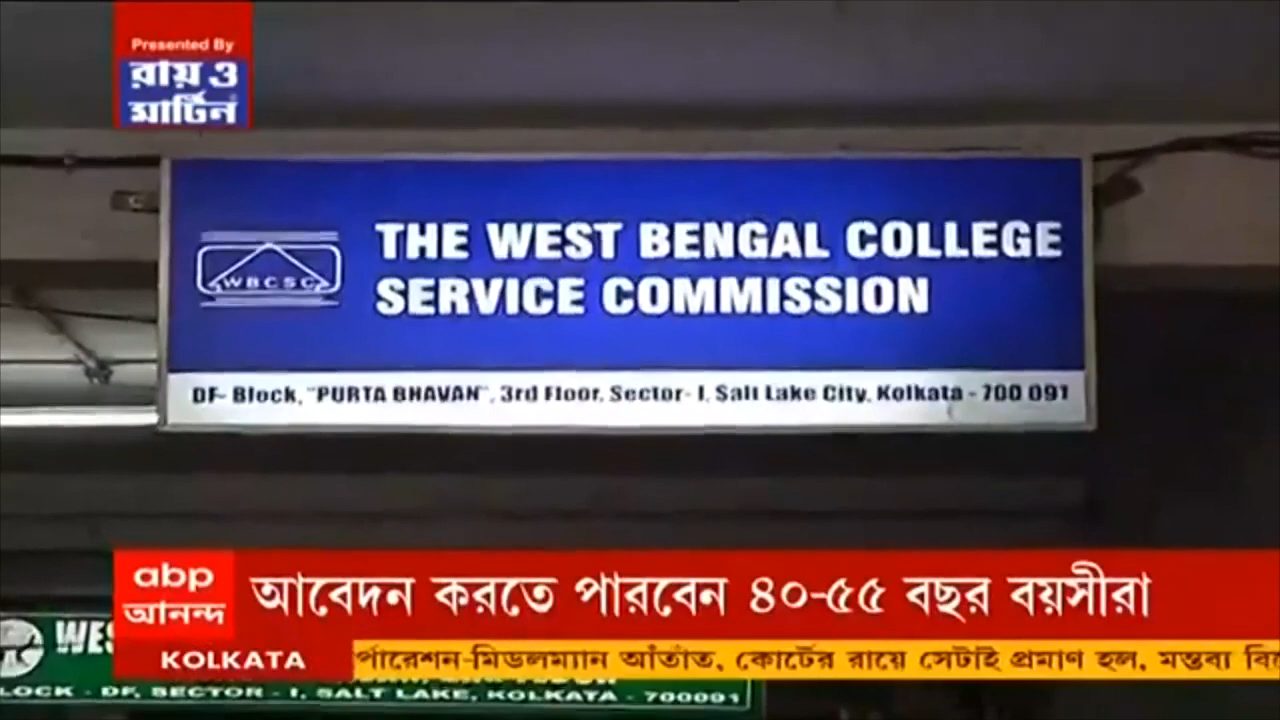 Presented By
রায় ও
মার্টিন
WBCSC
THE WEST BENGAL COLLEGE
SERVICE COMMISSION
DF- Block, "PURTA BHAVAN", 3rd Floor, Sector- I, Salt Lake City, Kolkata - 700 091
abp
আনন্দ
আবেদন করতে পারবেন ৪০-৫৫ বছর বয়সীরা
KOLKATA
র্পোরেশন-মিডলম্যান আঁতাঁত, কোর্টের রায়ে সেটাই প্রমাণ হল, মন্তব্য
WES
LOCK - DF, SECTOR - I, SALT LAKE, KOLKATA - 700091